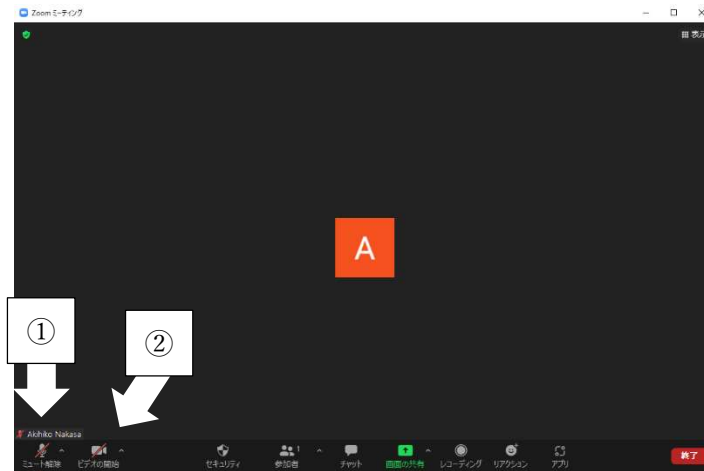 Zoom ミーティング
表示
A
①
②
Akihiko Nakasa
ミュート解除
ビデオの開始
セキュリティ
1
参加者
チャット
画面の共有
レコーディング
リアクション
アプリ
終了